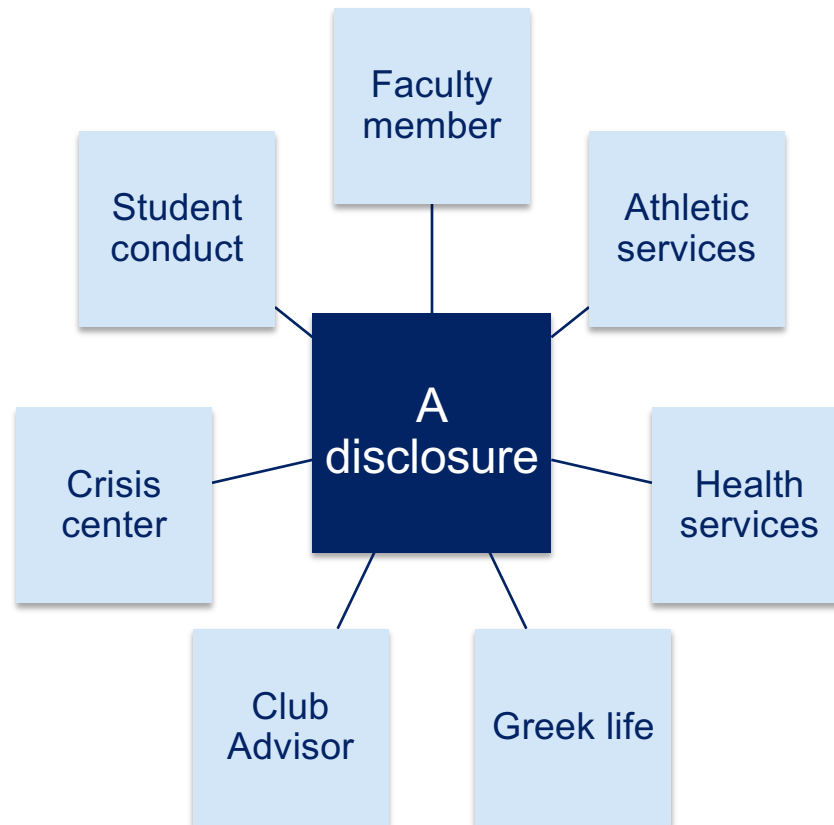 Faculty
member
Student
conduct
Athletic
services
A
disclosure
Crisis
center
Health
services
Club
Advisor
Greek life